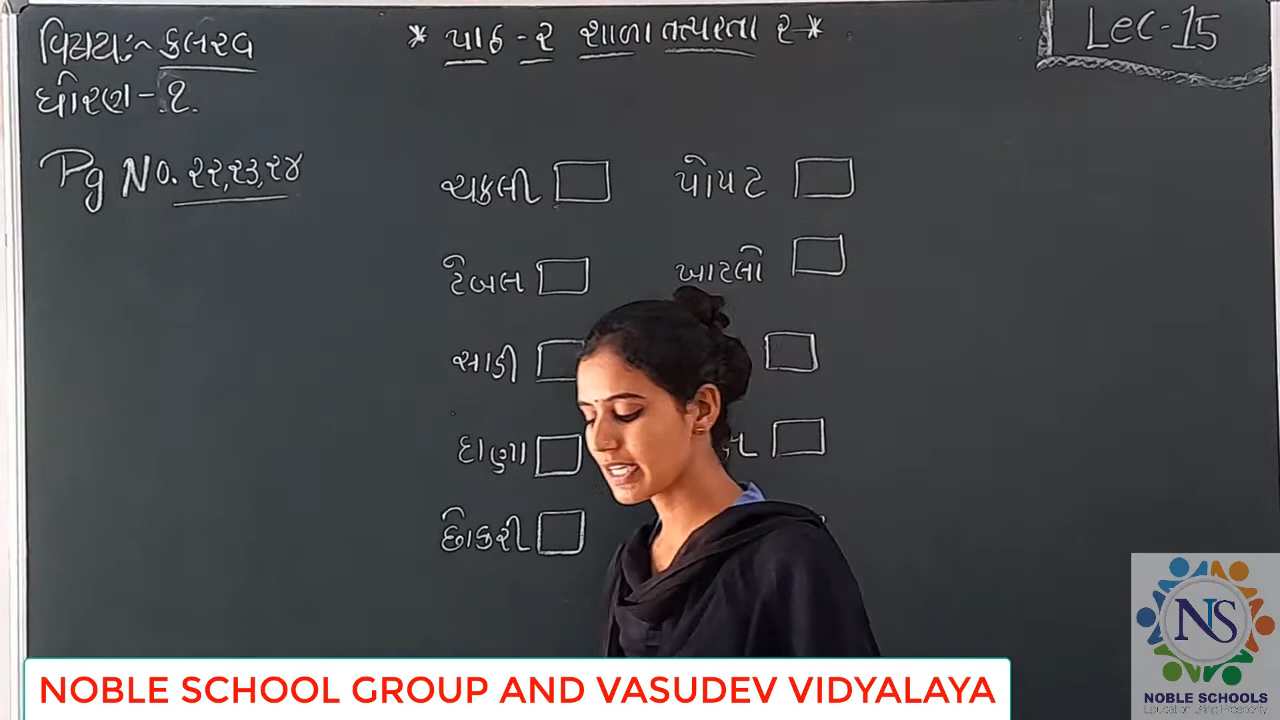 વિષય:- કલરવ
* પાઠ - ૨ શાળા તત્પરતા ૨ *
Lec-15
ધોરણ - ૧
Pg No. ૨૨,૨૩,૨૪
ચકલી પોપટ
ટેબલ ખાટલો
સાડી
દાણા
છોકરી
NS
NOBLE SCHOOLS
NOBLE SCHOOL GROUP AND VASUDEV VIDYALAYA